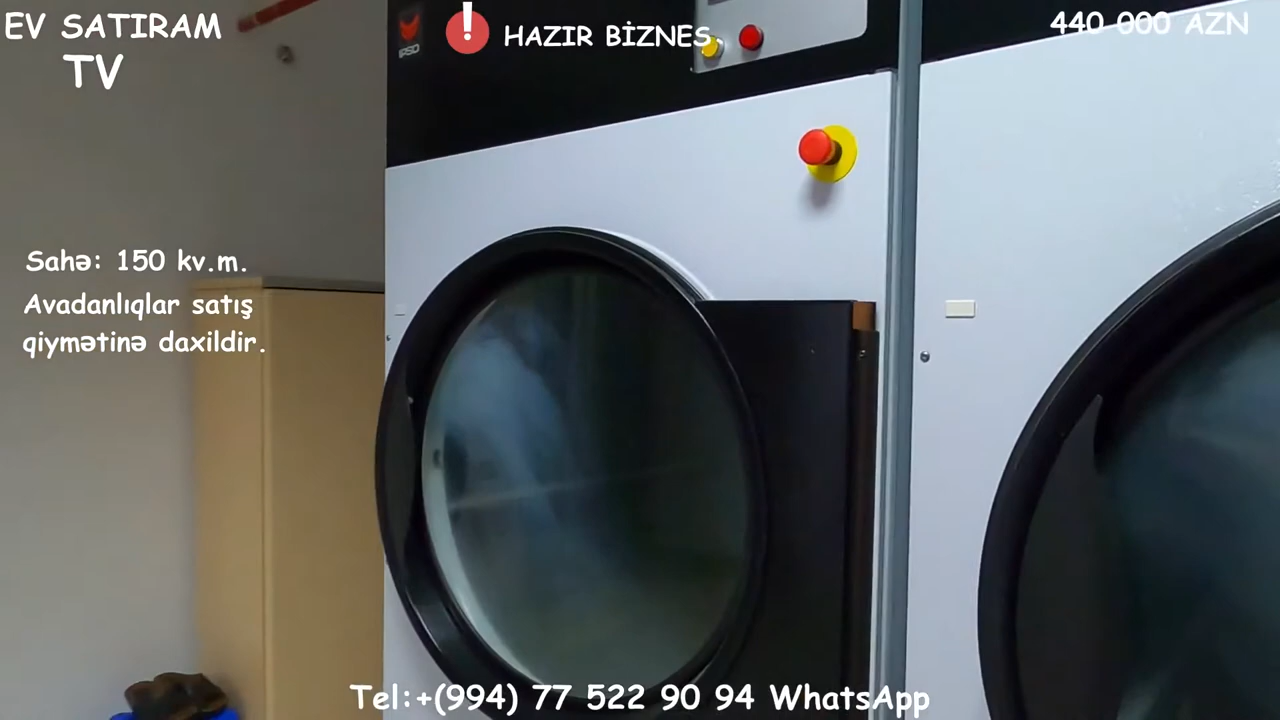 EV SATIRAM
TV
IPSO
HAZIR BİZNES
440 000 AZN
Sahə: 150 kv.m.
Avadanlıqlar satış
qiymətinə daxildir.
Tel:+(994) 77 522 90 94 WhatsApp